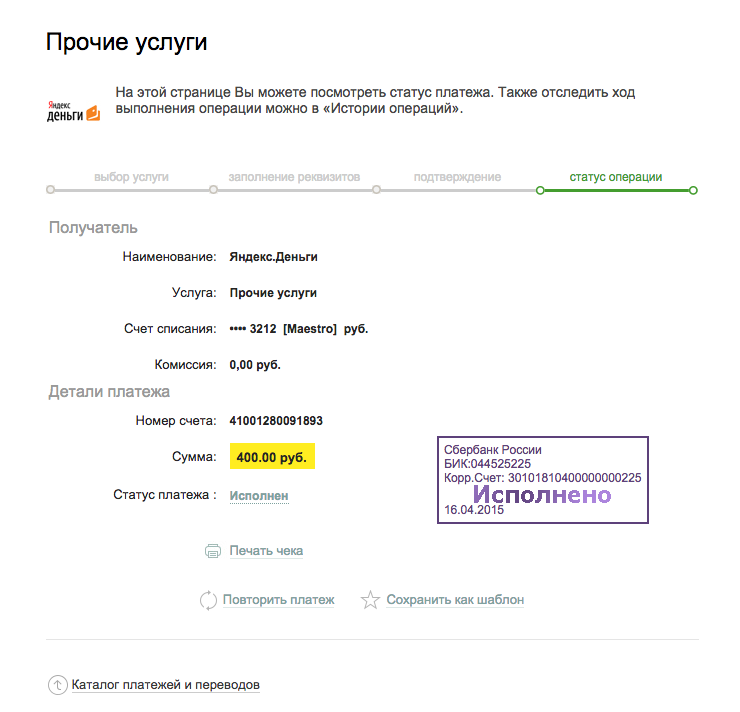 Прочие услуги
Яндекс
деньги
На этой странице Вы можете посмотреть статус платежа. Также отследить ход
выполнения операции можно в «Истории операций».
выбор услуги заполнение реквизитов подтверждение статус операции
Получатель
Наименование: Яндекс.Деньги
Услуга: Прочие услуги
Счет списания: •••• 3212 [Maestro] руб.
Комиссия: 0,00 руб.
Детали платежа
Номер счета: 41001280091893
Сумма: 400.00 руб.
Статус платежа : Исполнен
Сбербанк России
БИК:044525225
Корр.Счет: 30101810400000000225
Исполнено
16.04.2015
Печать чека
Повторить платеж Сохранить как шаблон
Каталог платежей и переводов